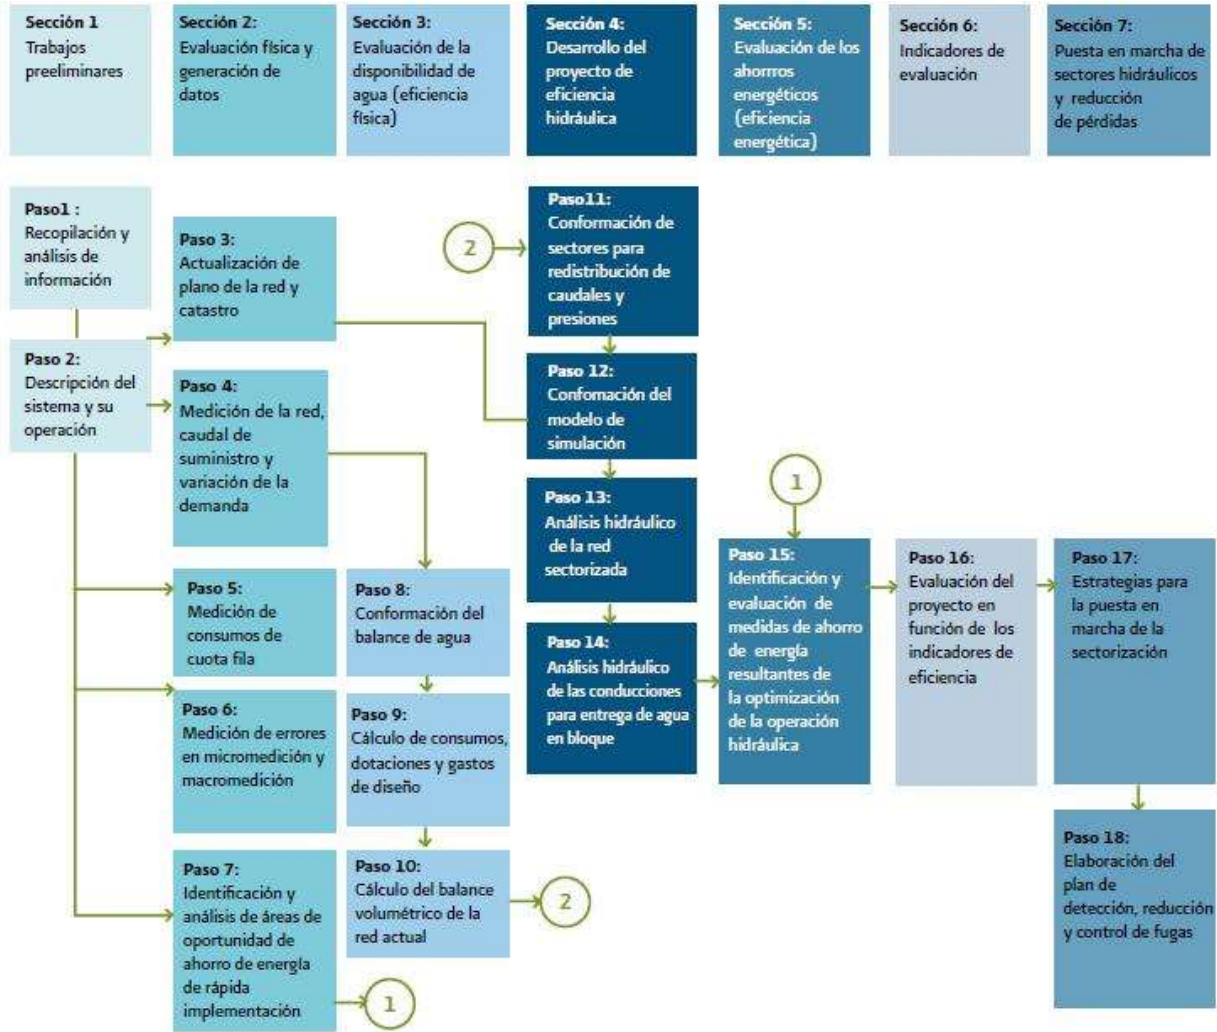 Sección 1
Trabajos
preeliminares
Sección 2:
Evaluación física y
generación de
datos
Sección 3:
Evaluación de la
disponibilidad de
agua (eficiencia
física)
Sección 4:
Desarrollo del
proyecto de
eficiencia
hidráulica
Sección 5:
Evaluación de los
ahorrros
energéticos
(eficiencia
energética)
Sección 6:
Indicadores de
evaluación
Sección 7:
Puesta en marcha de
sectores hidráulicos
y reducción
de pérdidas
Paso1 :
Recopilación y
análisis de
información
Paso 2:
Descripción del
sistema y su
operación
Paso 3:
Actualización de
plano de la red y
catastro
Paso 4:
Medición de la red,
caudal de
suministro y
variación de la
demanda
Paso 5:
Medición de
consumos de
cuota fila
Paso 6:
Medición de errores
en micromedición y
macromedición
Paso 7:
Identificación y
análisis de áreas de
oportunidad de
ahorro de energía
de rápida
implementación
1
Paso 8:
Conformación del
balance de agua
Paso 9:
Cálculo de consumos,
dotaciones y gastos
de diseño
Paso 10:
Cálculo del balance
volumétrico de la
red actual
2
2
Paso11:
Conformación de
sectores para
redistribución de
caudales y
presiones
Paso 12:
Confomación del
modelo de
simulación
Paso 13:
Análisis hidráulico
de la red
sectorizada
Paso 14:
Análisis hidráulico
de las conducciones
para entrega de agua
en bloque
1
Paso 15:
Identificación y
evaluación de
medidas de ahorro
de energía
resultantes de
la optimización
de la operación
hidráulica
Paso 16:
Evaluación del
proyecto en
función de los
indicadores de
eficiencia
Paso 17:
Estrategias para
la puesta en
marcha de la
sectorización
Paso 18:
Elaboración del
plan de
detección, reducción
y control de fugas